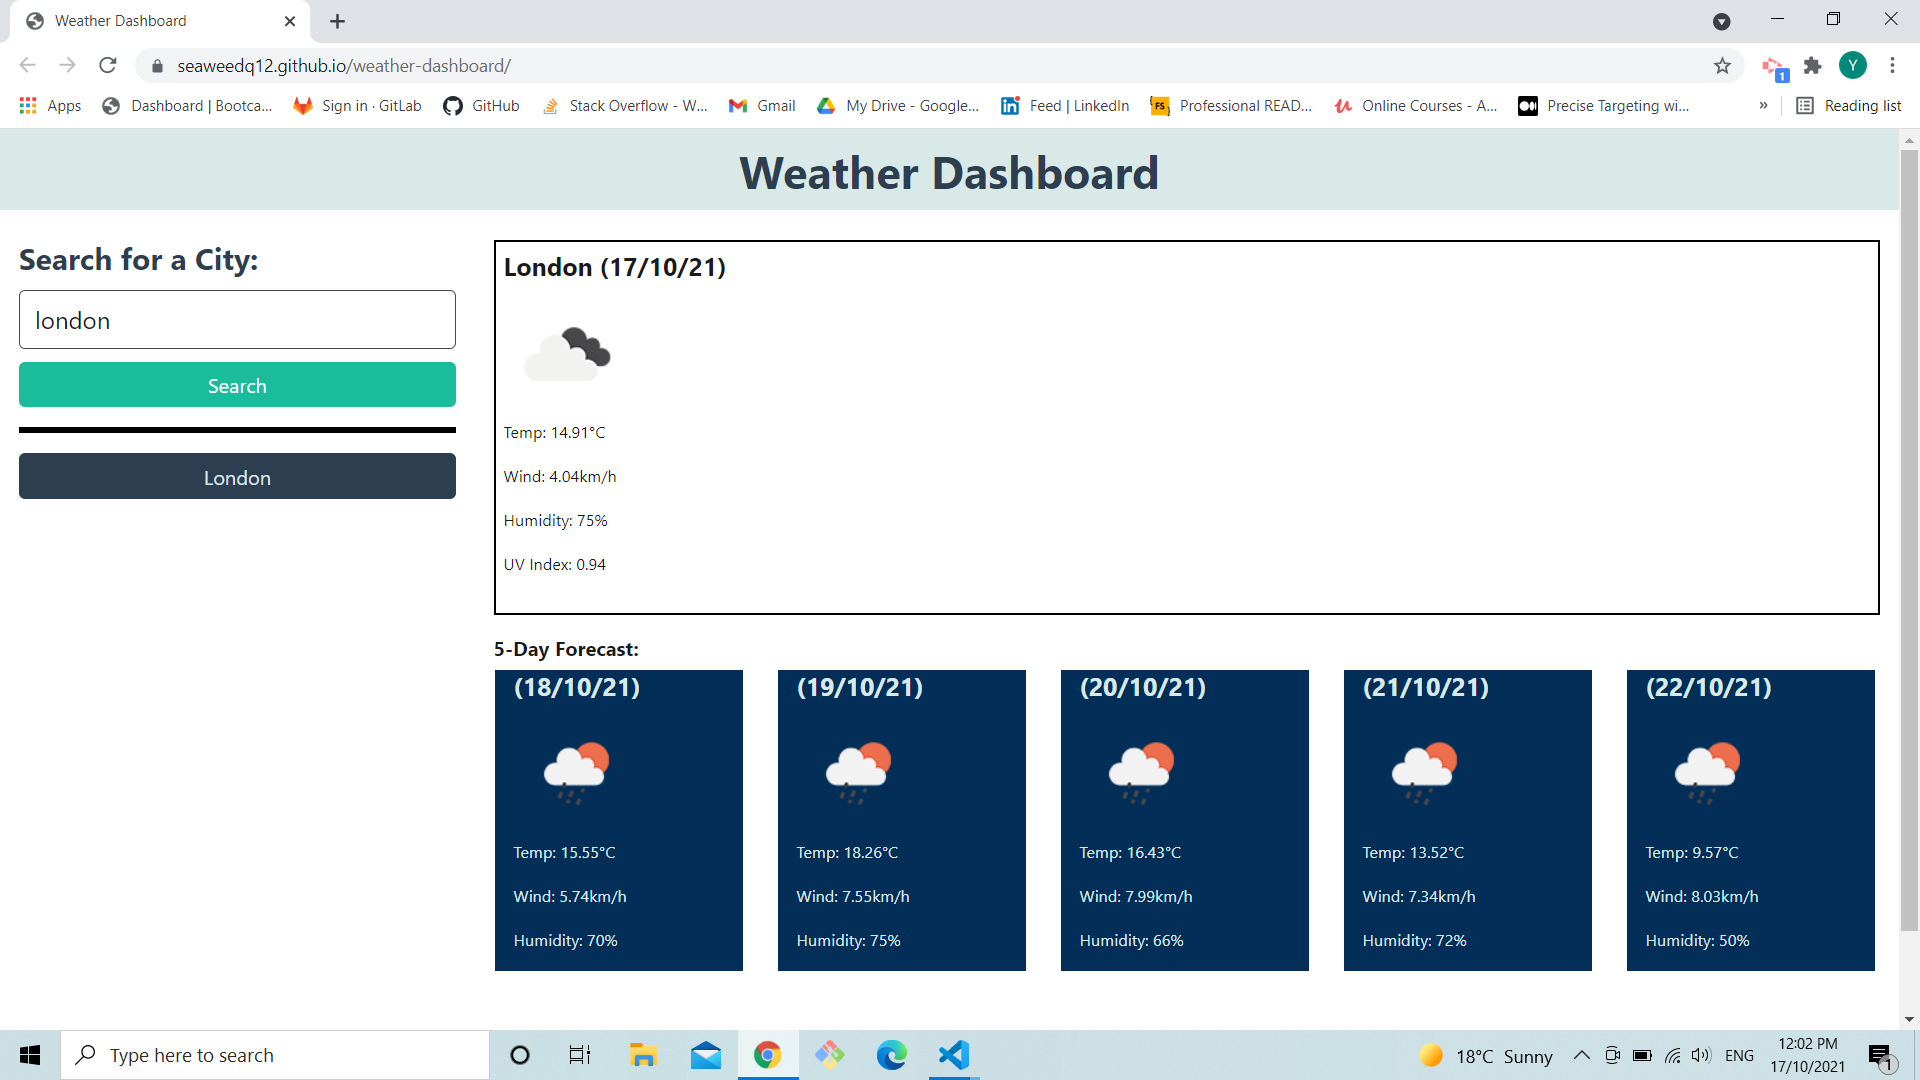 Weather Dashboard
seaweedq12.github.io/weather-dashboard/
1
Y
Apps
Dashboard | Bootca...
Sign in · GitLab
GitHub
Stack Overflow - W...
Gmail
My Drive - Google...
Feed | LinkedIn
FS
Professional READ...
Online Courses - A...
Precise Targeting wi...
»
Reading list
Weather Dashboard
Search for a City:
london
Search
London
London (17/10/21)
Temp: 14.91°C
Wind: 4.04km/h
Humidity: 75%
UV Index: 0.94
5-Day Forecast:
(18/10/21)
Temp: 15.55°C
Wind: 5.74km/h
Humidity: 70%
(19/10/21)
Temp: 18.26°C
Wind: 7.55km/h
Humidity: 75%
(20/10/21)
Temp: 16.43°C
Wind: 7.99km/h
Humidity: 66%
(21/10/21)
Temp: 13.52°C
Wind: 7.34km/h
Humidity: 72%
(22/10/21)
Temp: 9.57°C
Wind: 8.03km/h
Humidity: 50%
Type here to search
18°C Sunny
ENG
12:02 PM
17/10/2021
1